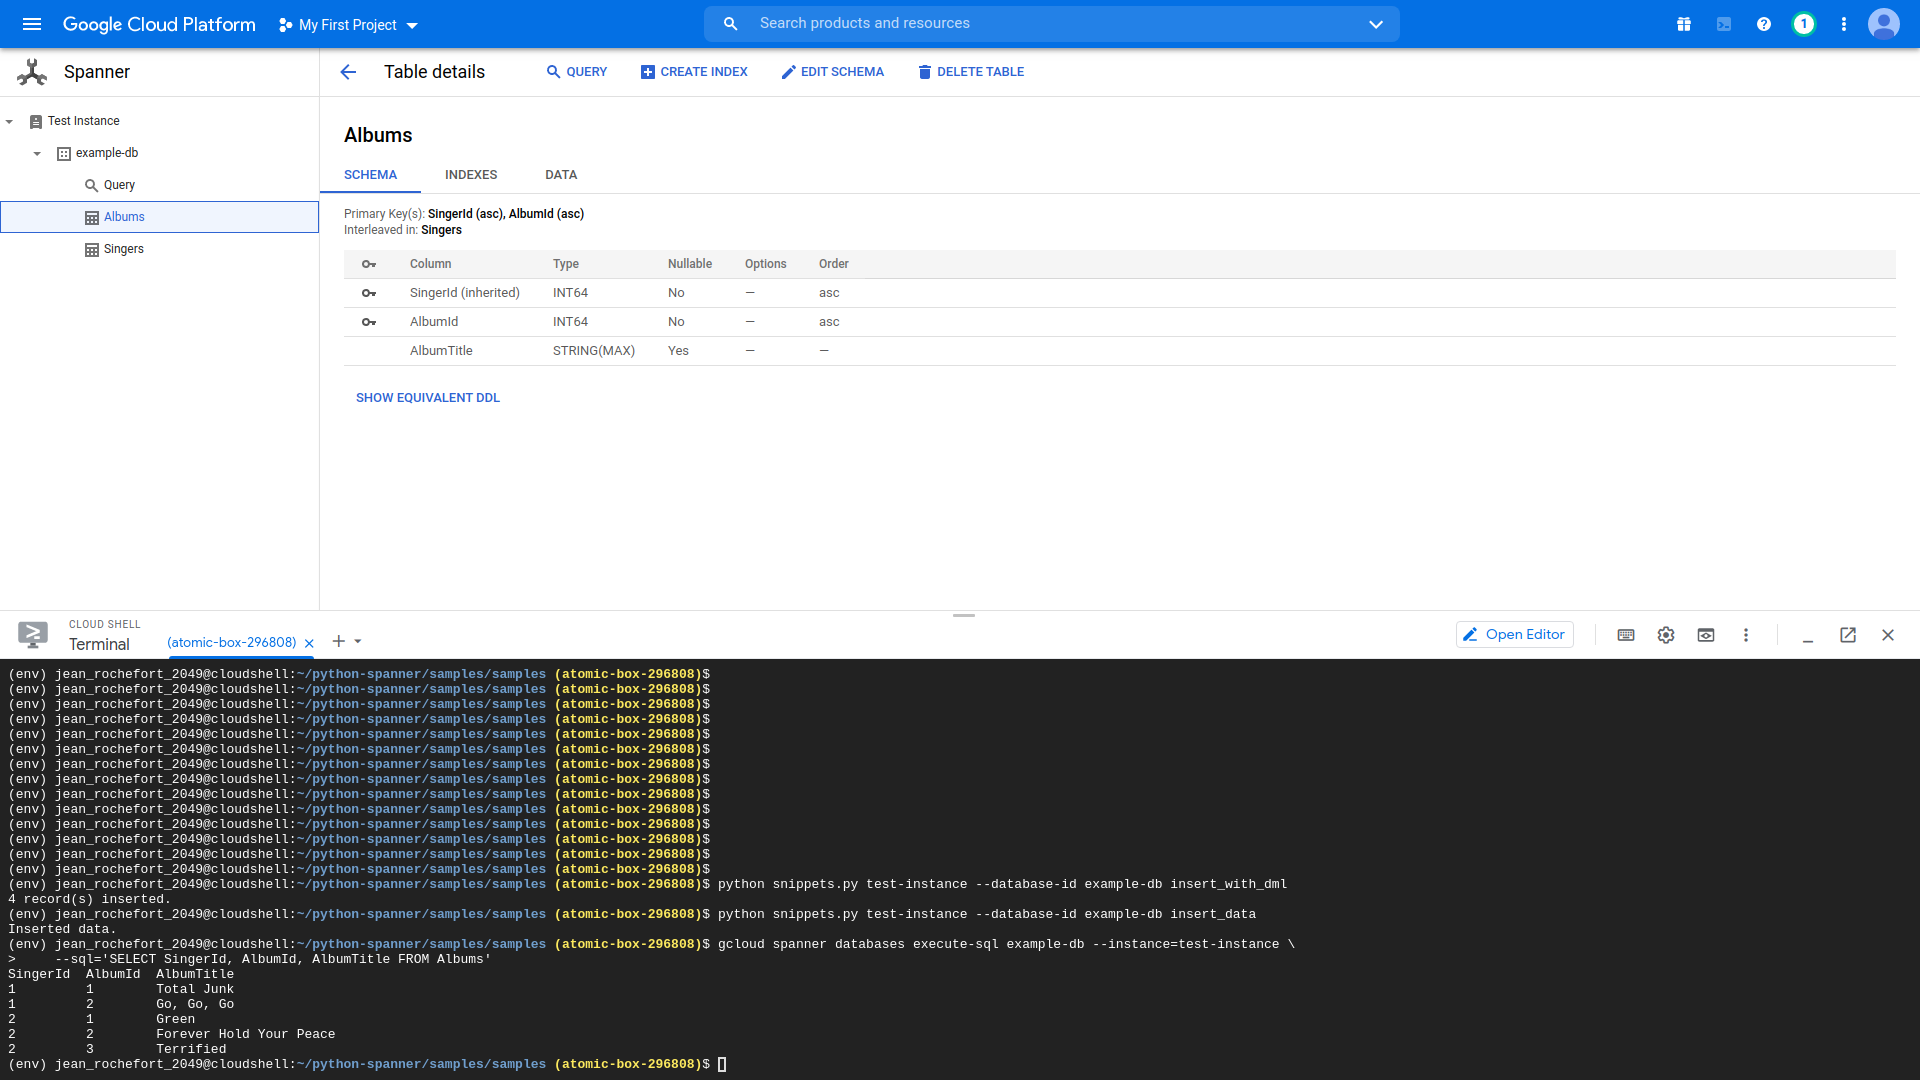 Google Cloud Platform
My First Project
Search products and resources
1
Spanner
Table details
QUERY
CREATE INDEX
EDIT SCHEMA
DELETE TABLE
Test Instance
example-db
Query
Albums
Singers
Albums
SCHEMA
INDEXES
DATA
Primary Key(s): SingerId (asc), AlbumId (asc)
Interleaved in: Singers
Column Type Nullable Options Order
SingerId (inherited) INT64 No — asc
AlbumId INT64 No — asc
AlbumTitle STRING(MAX) Yes — —
SHOW EQUIVALENT DDL
CLOUD SHELL
Terminal
(atomic-box-296808)
Open Editor
(env) jean_rochefort_2049@cloudshell:~/python-spanner/samples/samples (atomic-box-296808)$
(env) jean_rochefort_2049@cloudshell:~/python-spanner/samples/samples (atomic-box-296808)$
(env) jean_rochefort_2049@cloudshell:~/python-spanner/samples/samples (atomic-box-296808)$
(env) jean_rochefort_2049@cloudshell:~/python-spanner/samples/samples (atomic-box-296808)$
(env) jean_rochefort_2049@cloudshell:~/python-spanner/samples/samples (atomic-box-296808)$
(env) jean_rochefort_2049@cloudshell:~/python-spanner/samples/samples (atomic-box-296808)$
(env) jean_rochefort_2049@cloudshell:~/python-spanner/samples/samples (atomic-box-296808)$
(env) jean_rochefort_2049@cloudshell:~/python-spanner/samples/samples (atomic-box-296808)$
(env) jean_rochefort_2049@cloudshell:~/python-spanner/samples/samples (atomic-box-296808)$
(env) jean_rochefort_2049@cloudshell:~/python-spanner/samples/samples (atomic-box-296808)$
(env) jean_rochefort_2049@cloudshell:~/python-spanner/samples/samples (atomic-box-296808)$
(env) jean_rochefort_2049@cloudshell:~/python-spanner/samples/samples (atomic-box-296808)$
(env) jean_rochefort_2049@cloudshell:~/python-spanner/samples/samples (atomic-box-296808)$
(env) jean_rochefort_2049@cloudshell:~/python-spanner/samples/samples (atomic-box-296808)$
(env) jean_rochefort_2049@cloudshell:~/python-spanner/samples/samples (atomic-box-296808)$ python snippets.py test-instance --database-id example-db insert_with_dml
4 record(s) inserted.
(env) jean_rochefort_2049@cloudshell:~/python-spanner/samples/samples (atomic-box-296808)$ python snippets.py test-instance --database-id example-db insert_data
Inserted data.
(env) jean_rochefort_2049@cloudshell:~/python-spanner/samples/samples (atomic-box-296808)$ gcloud spanner databases execute-sql example-db --instance=test-instance \
> --sql='SELECT SingerId, AlbumId, AlbumTitle FROM Albums'
SingerId AlbumId AlbumTitle
1 1 Total Junk
1 2 Go, Go, Go
2 1 Green
2 2 Forever Hold Your Peace
2 3 Terrified
(env) jean_rochefort_2049@cloudshell:~/python-spanner/samples/samples (atomic-box-296808)$